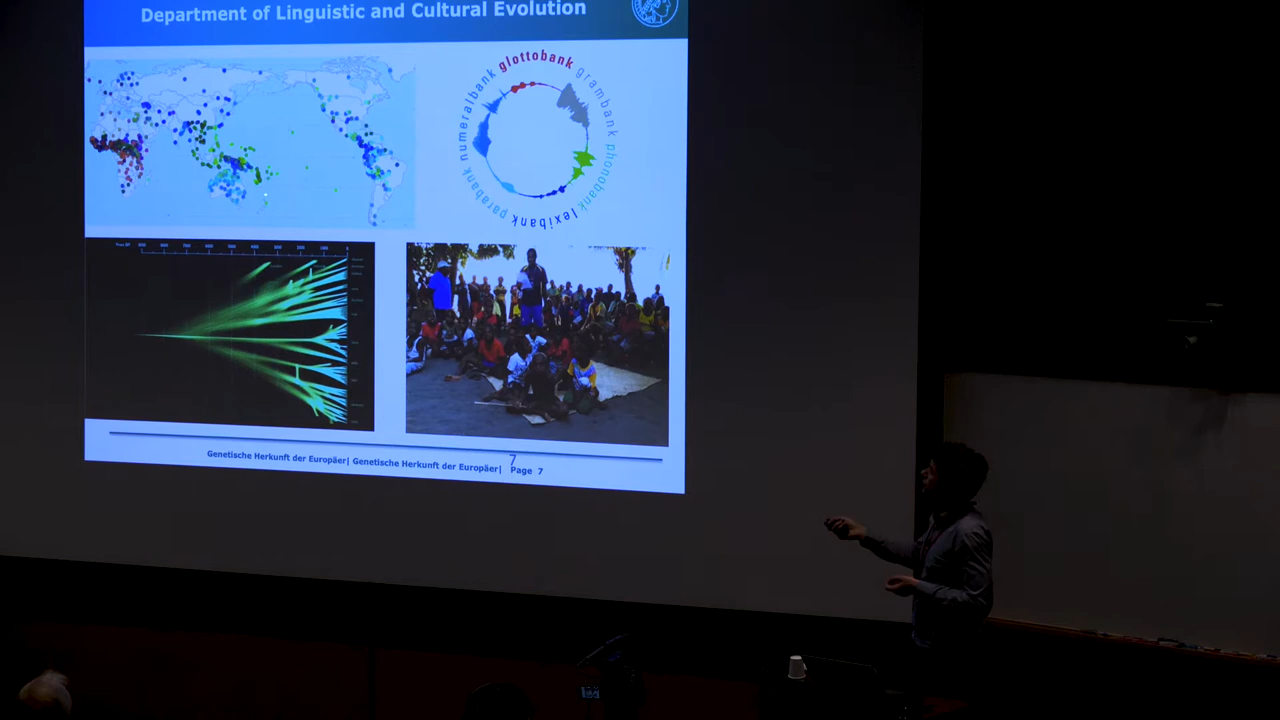 Department of Linguistic and Cultural Evolution
glottobank
grambank
phonobank
lexibank
parabank
numeralbank
7
Genetische Herkunft der Europäer| Genetische Herkunft der Europäer| Page 7